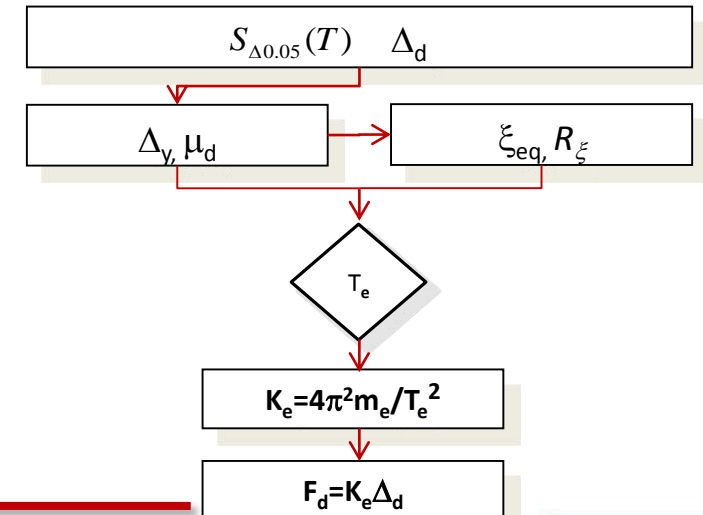 S_Δ0.05(T) Δ_d
Δ_y, μ_d
ξ_eq, R_ξ
T_e
K_e=4π²m_e/T_e²
F_d=K_eΔ_d